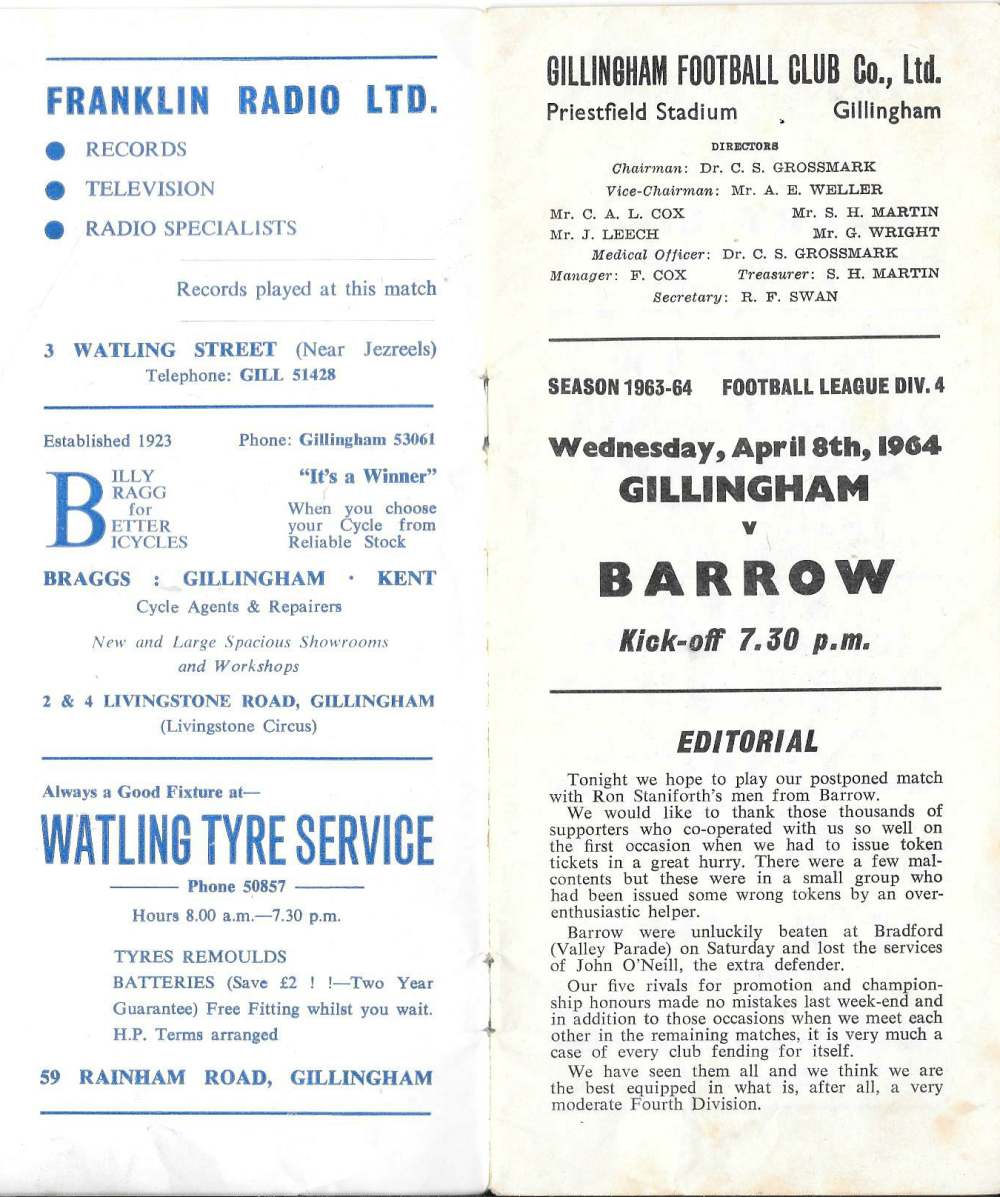 FRANKLIN RADIO LTD.
● RECORDS
● TELEVISION
● RADIO SPECIALISTS
Records played at this match
3 WATLING STREET (Near Jezreels)
Telephone: GILL 51428
Established 1923 Phone: Gillingham 53061
BILLY
BRAGG
for
BETTER
BICYCLES
"It's a Winner"
When you choose
your Cycle from
Reliable Stock
BRAGGS : GILLINGHAM · KENT
Cycle Agents & Repairers
New and Large Spacious Showrooms
and Workshops
2 & 4 LIVINGSTONE ROAD, GILLINGHAM
(Livingstone Circus)
Always a Good Fixture at—
WATLING TYRE SERVICE
Phone 50857
Hours 8.00 a.m.—7.30 p.m.
TYRES REMOULDS
BATTERIES (Save £2 ! !—Two Year
Guarantee) Free Fitting whilst you wait.
H.P. Terms arranged
59 RAINHAM ROAD, GILLINGHAM
GILLINGHAM FOOTBALL CLUB Co., Ltd.
Priestfield Stadium Gillingham
DIRECTORS
Chairman: Dr. C. S. GROSSMARK
Vice-Chairman: Mr. A. E. WELLER
Mr. C. A. L. COX Mr. S. H. MARTIN
Mr. J. LEECH Mr. G. WRIGHT
Medical Officer: Dr. C. S. GROSSMARK
Manager: F. COX Treasurer: S. H. MARTIN
Secretary: R. F. SWAN
SEASON 1963-64 FOOTBALL LEAGUE DIV. 4
Wednesday, April 8th, 1964
GILLINGHAM
v
BARROW
Kick-off 7.30 p.m.
EDITORIAL
Tonight we hope to play our postponed match
with Ron Staniforth's men from Barrow.
We would like to thank those thousands of
supporters who co-operated with us so well on
the first occasion when we had to issue token
tickets in a great hurry. There were a few mal-
contents but these were in a small group who
had been issued some wrong tokens by an over-
enthusiastic helper.
Barrow were unluckily beaten at Bradford
(Valley Parade) on Saturday and lost the services
of John O'Neill, the extra defender.
Our five rivals for promotion and champion-
ship honours made no mistakes last week-end and
in addition to those occasions when we meet each
other in the remaining matches, it is very much a
case of every club fending for itself.
We have seen them all and we think we are
the best equipped in what is, after all, a very
moderate Fourth Division.